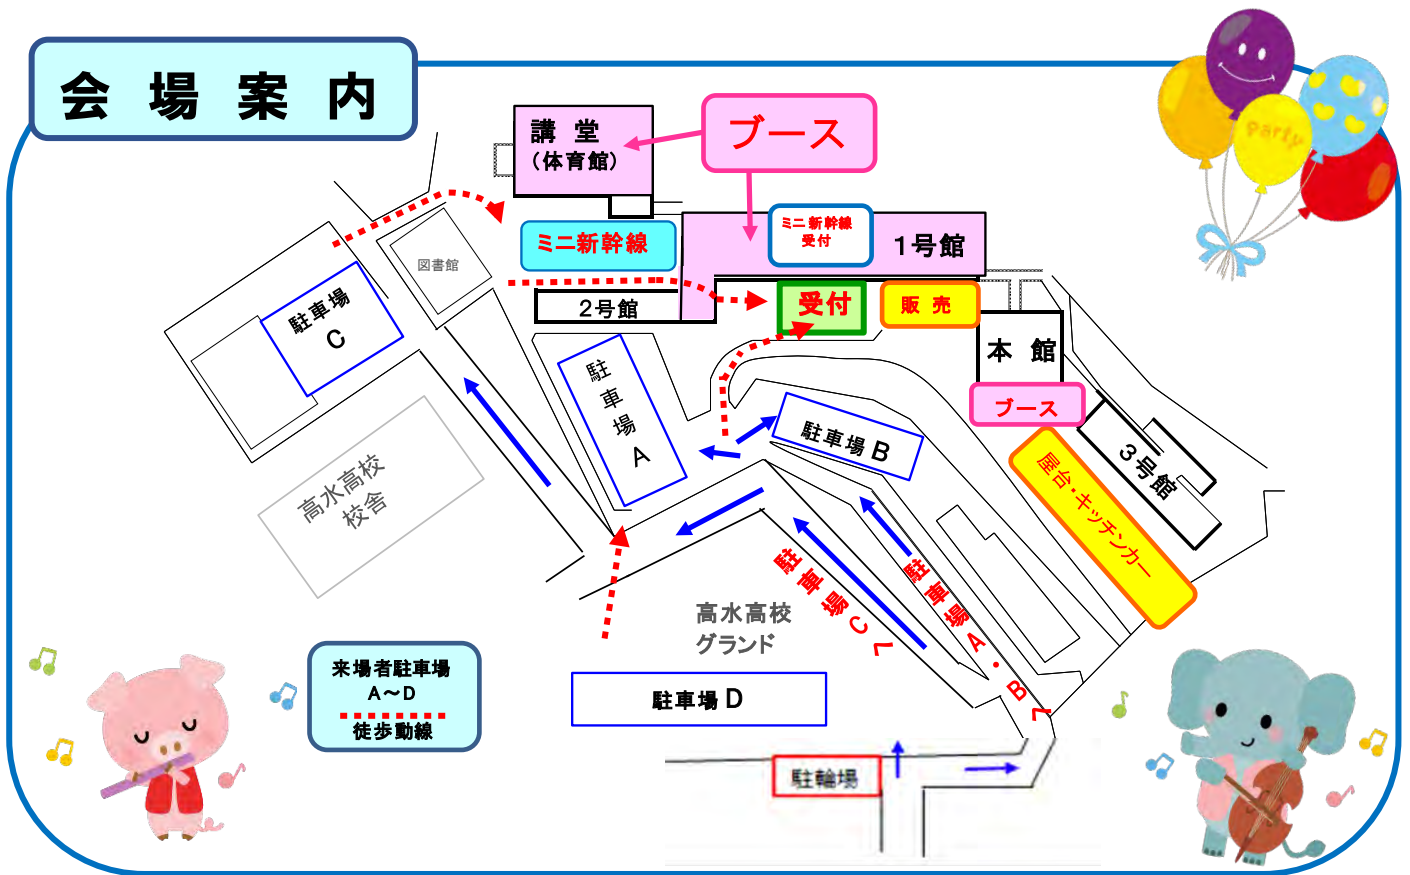 会場案内
party
講堂
(体育館)
ブース
ミニ新幹線
ミニ新幹線
受付
1号館
図書館
駐車場
C
2号館
受付
販売
本館
ブース
駐車場A
駐車場B
3号館
屋台・キッチンカー
高水高校
校舎
駐車場Cへ
駐車場A・Bへ
高水高校
グランド
来場者駐車場
A～D
徒歩動線
駐車場D
駐輪場